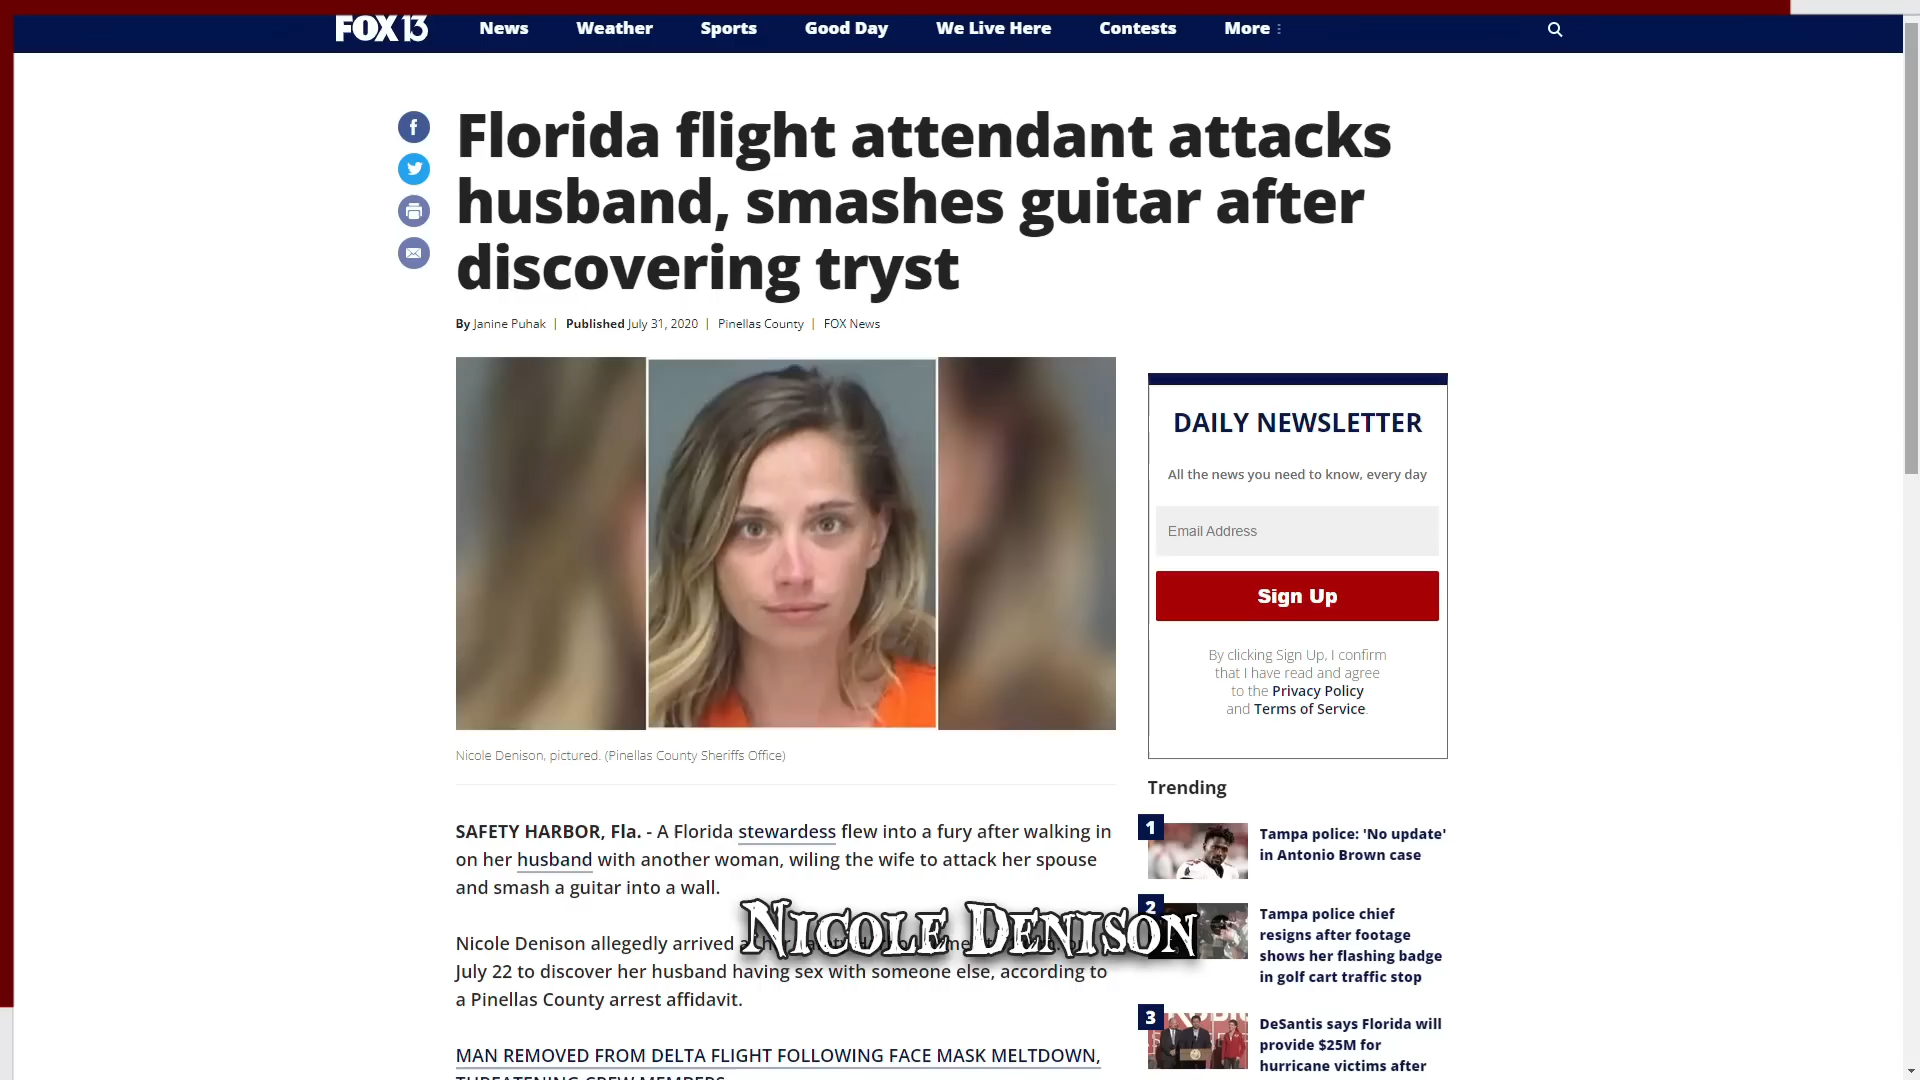 FOX 13
News
Weather
Sports
Good Day
We Live Here
Contests
More
Florida flight attendant attacks
husband, smashes guitar after
discovering tryst
By Janine Puhak | Published July 31, 2020 | Pinellas County | FOX News
Nicole Denison, pictured. (Pinellas County Sheriffs Office)
SAFETY HARBOR, Fla. - A Florida stewardess flew into a fury after walking in
on her husband with another woman, wiling the wife to attack her spouse
and smash a guitar into a wall.
Nicole Denison allegedly arrived
July 22 to discover her husband having sex with someone else, according to
a Pinellas County arrest affidavit.
MAN REMOVED FROM DELTA FLIGHT FOLLOWING FACE MASK MELTDOWN,
THREATENING CREW MEMBERS
Nicole Denison
DAILY NEWSLETTER
All the news you need to know, every day
Email Address
Sign Up
By clicking Sign Up, I confirm
that I have read and agree
to the Privacy Policy
and Terms of Service.
Trending
1
Tampa police: 'No update'
in Antonio Brown case
2
Tampa police chief
resigns after footage
shows her flashing badge
in golf cart traffic stop
3
DeSantis says Florida will
provide $25M for
hurricane victims after